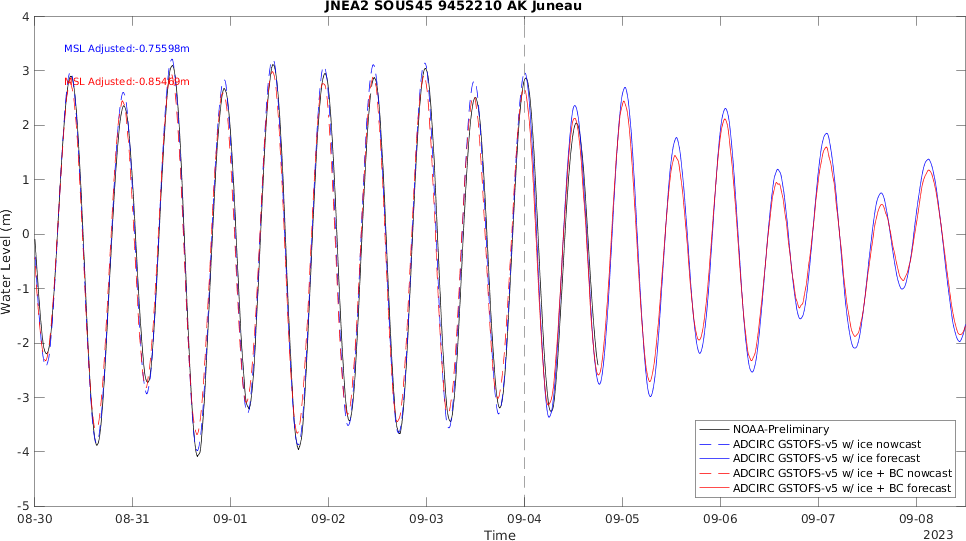 JNEA2 SOUS45 9452210 AK Juneau
MSL Adjusted:-0.75598m
MSL Adjusted:-0.85469m
Water Level (m)
4
3
2
1
0
-1
-2
-3
-4
-5
NOAA-Preliminary
ADCIRC GSTOFS-v5 w/ ice nowcast
ADCIRC GSTOFS-v5 w/ ice forecast
ADCIRC GSTOFS-v5 w/ ice + BC nowcast
ADCIRC GSTOFS-v5 w/ ice + BC forecast
08-30 08-31 09-01 09-02 09-03 09-04 09-05 09-06 09-07 09-08
Time
2023